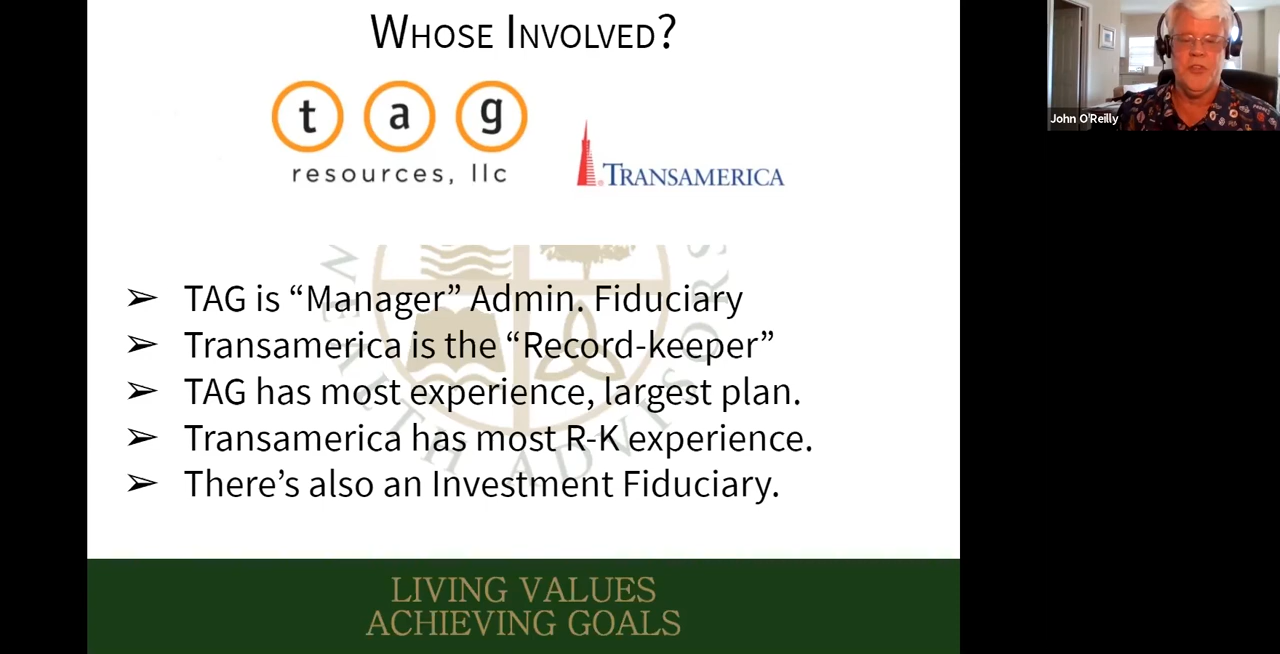 WHOSE INVOLVED?
t a g
resources, llc
TRANSAMERICA
➢ TAG is “Manager” Admin. Fiduciary
➢ Transamerica is the “Record-keeper”
➢ TAG has most experience, largest plan.
➢ Transamerica has most R-K experience.
➢ There’s also an Investment Fiduciary.
LIVING VALUES
ACHIEVING GOALS
John O'Reilly